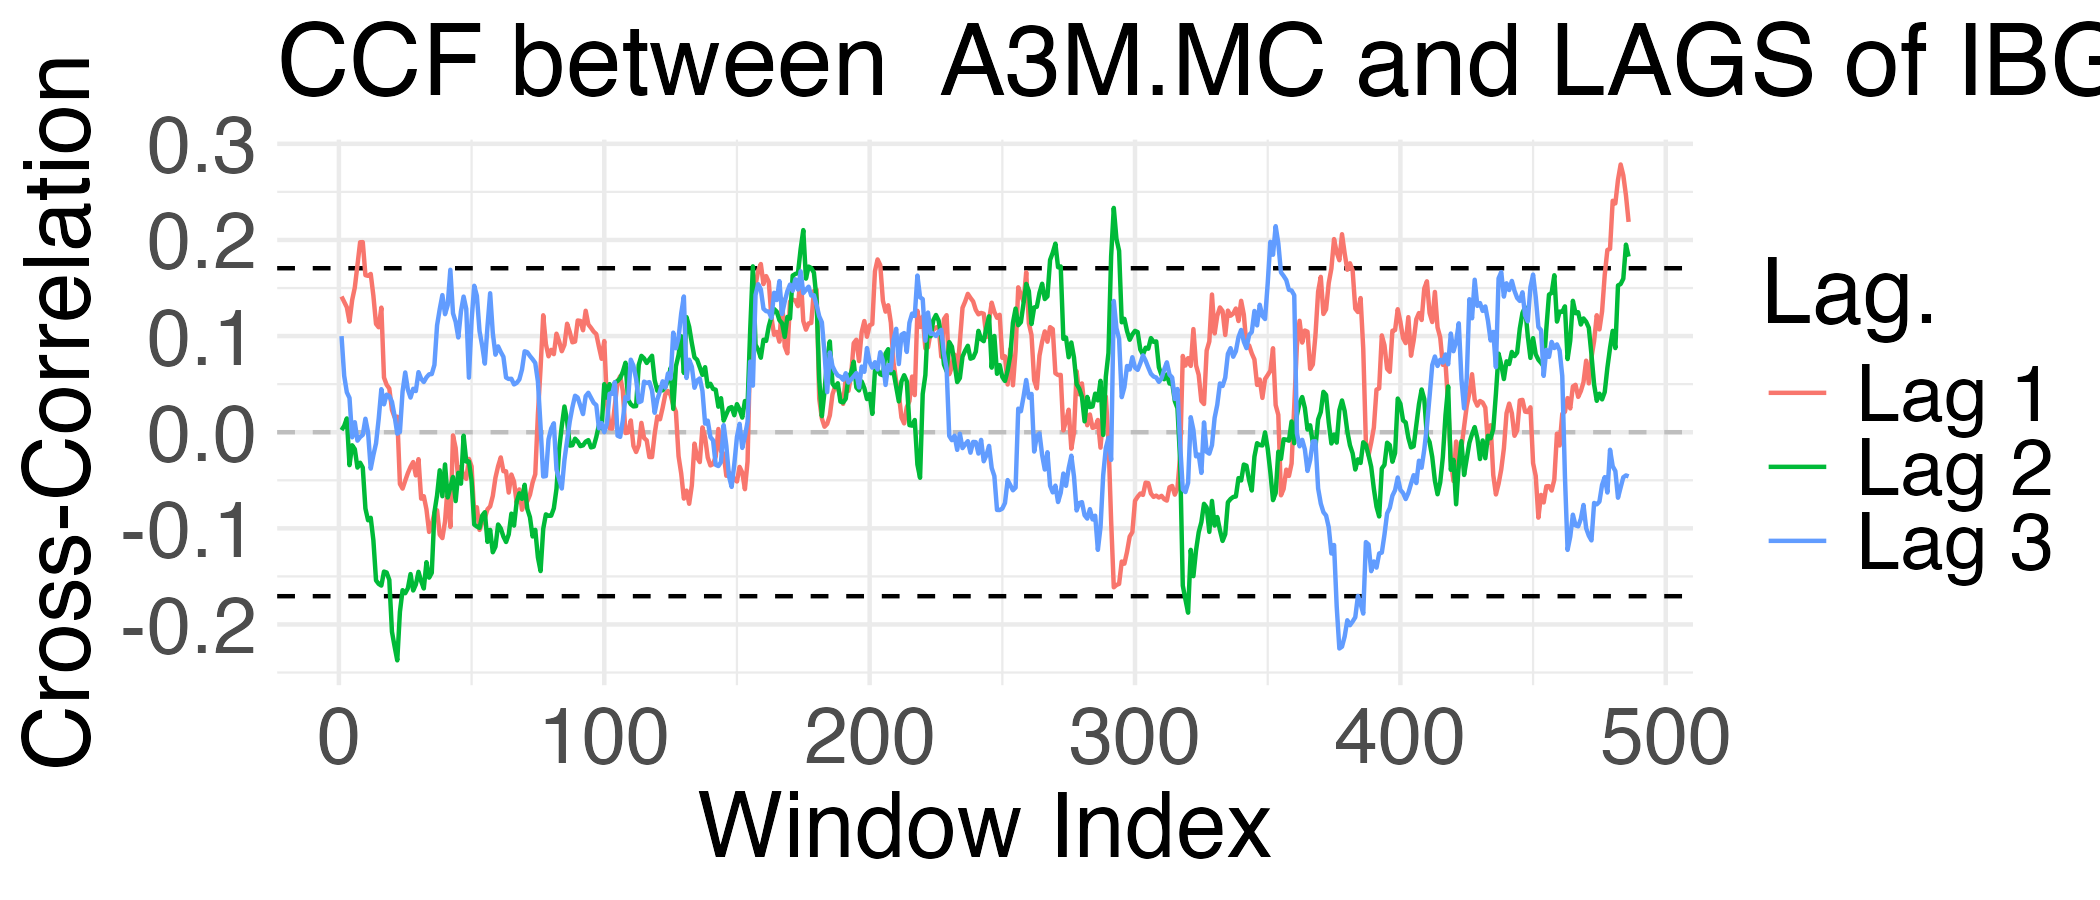 CCF between  A3M.MC and LAGS of IBG
Cross-Correlation
0.3
0.2
0.1
0.0
-0.1
-0.2
0 100 200 300 400 500
Window Index
Lag.
Lag 1
Lag 2
Lag 3